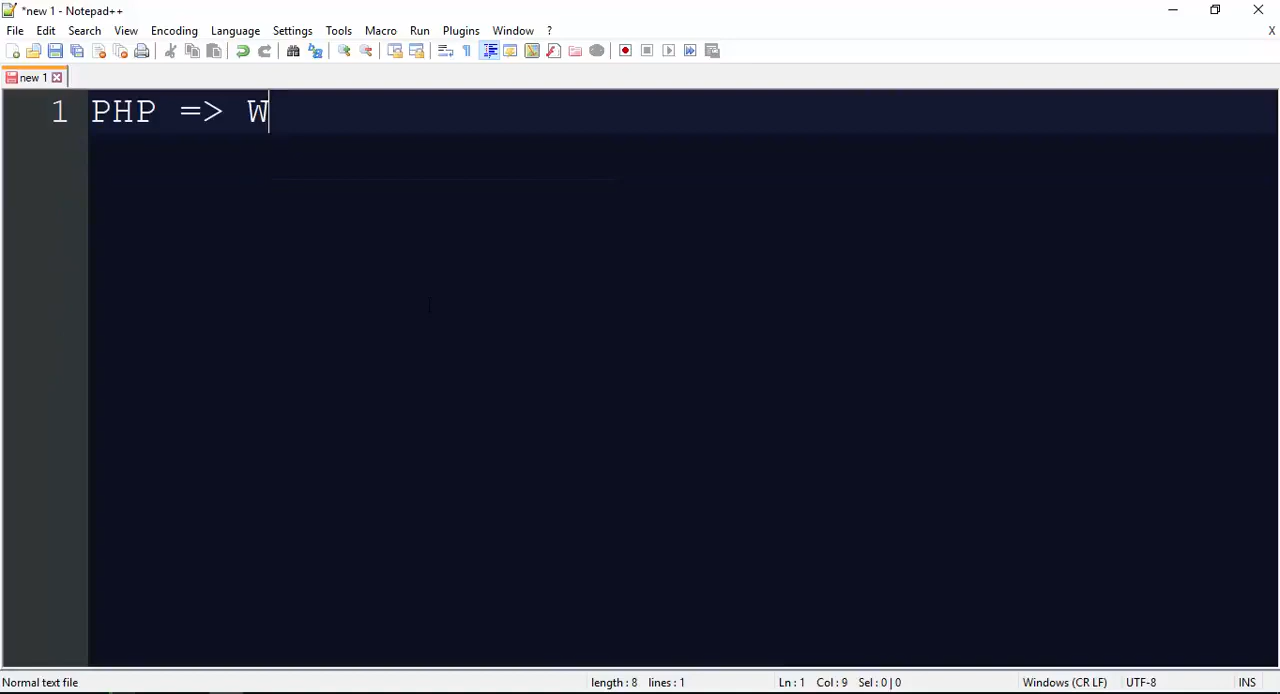 *new 1 - Notepad++
File Edit Search View Encoding Language Settings Tools Macro Run Plugins Window ? X
new 1
1 PHP => W
Normal text file length : 8 lines : 1 Ln : 1 Col : 9 Sel : 0 | 0 Windows (CR LF) UTF-8 INS